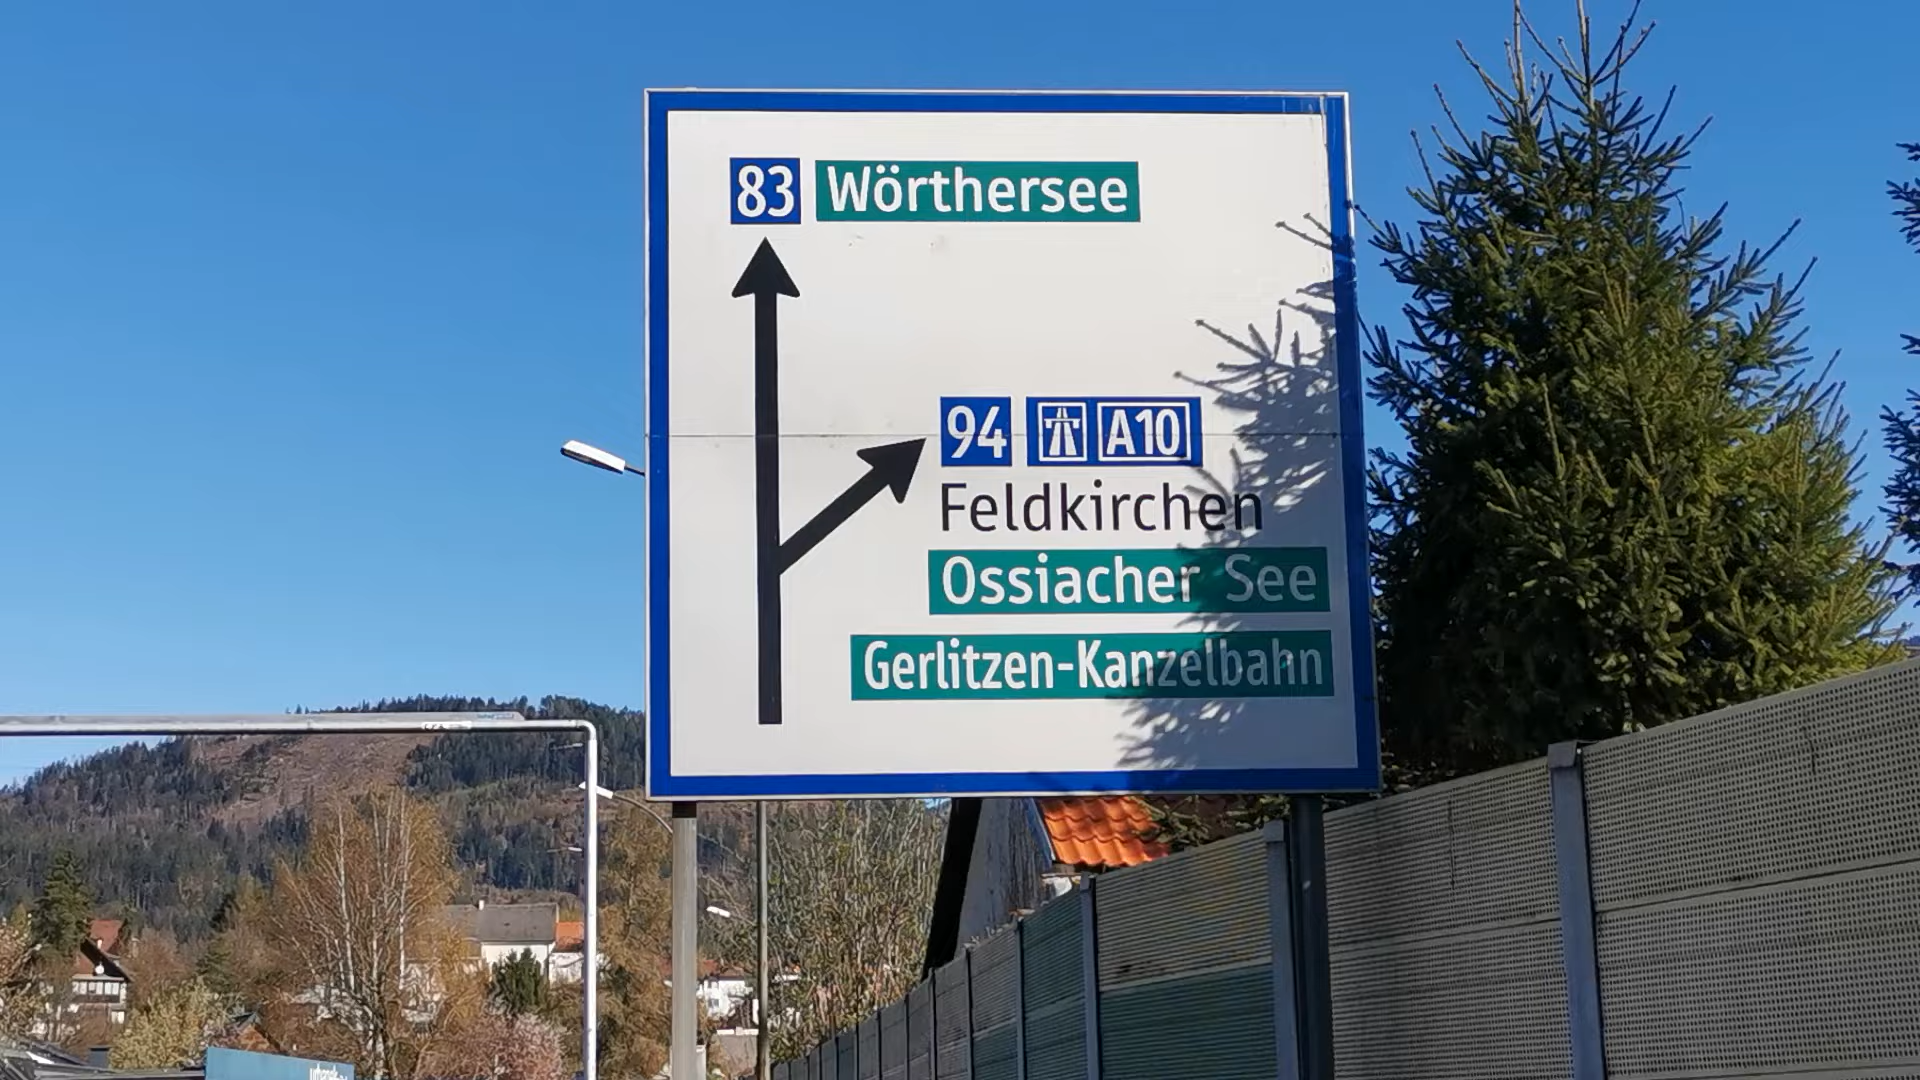 83 Wörthersee
94 A10
Feldkirchen
Ossiacher See
Gerlitzen-Kanzelbahn